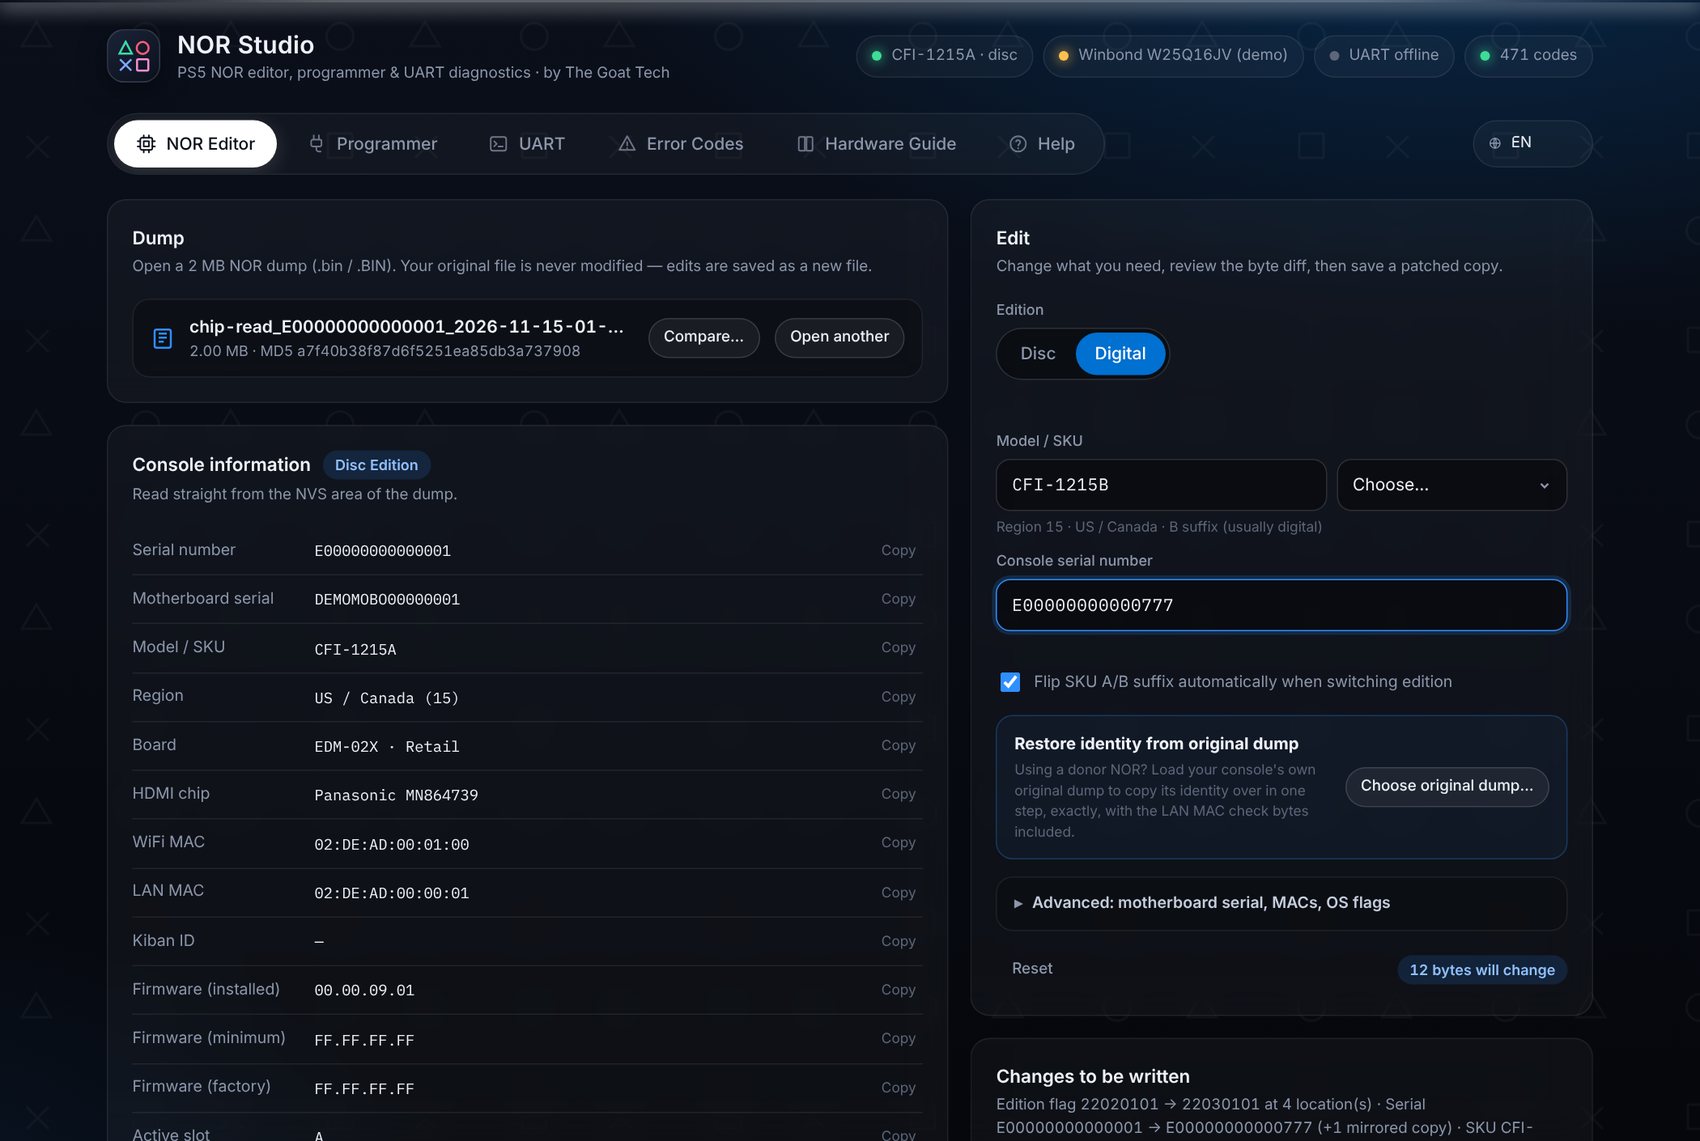 NOR Studio
PS5 NOR editor, programmer & UART diagnostics · by The Goat Tech
CFI-1215A · disc
Winbond W25Q16JV (demo)
UART offline
471 codes
NOR Editor
Programmer
UART
Error Codes
Hardware Guide
Help
EN
Dump
Open a 2 MB NOR dump (.bin / .BIN). Your original file is never modified — edits are saved as a new file.
chip-read_E00000000000001_2026-11-15-01-...
2.00 MB · MD5 a7f40b38f87d6f5251ea85db3a737908
Compare...
Open another
Console information
Disc Edition
Read straight from the NVS area of the dump.
Serial number E00000000000001 Copy
Motherboard serial DEMOMOBO00000001 Copy
Model / SKU CFI-1215A Copy
Region US / Canada (15) Copy
Board EDM-02X · Retail Copy
HDMI chip Panasonic MN864739 Copy
WiFi MAC 02:DE:AD:00:01:00 Copy
LAN MAC 02:DE:AD:00:00:01 Copy
Kiban ID — Copy
Firmware (installed) 00.00.09.01 Copy
Firmware (minimum) FF.FF.FF.FF Copy
Firmware (factory) FF.FF.FF.FF Copy
Active slot A Copy
Edit
Change what you need, review the byte diff, then save a patched copy.
Edition
Disc
Digital
Model / SKU
CFI-1215B
Choose...
Region 15 · US / Canada · B suffix (usually digital)
Console serial number
E00000000000777
Flip SKU A/B suffix automatically when switching edition
Restore identity from original dump
Using a donor NOR? Load your console's own
original dump to copy its identity over in one
step, exactly, with the LAN MAC check bytes
included.
Choose original dump...
Advanced: motherboard serial, MACs, OS flags
Reset
12 bytes will change
Changes to be written
Edition flag 22020101 → 22030101 at 4 location(s) · Serial
E00000000000001 → E00000000000777 (+1 mirrored copy) · SKU CFI-